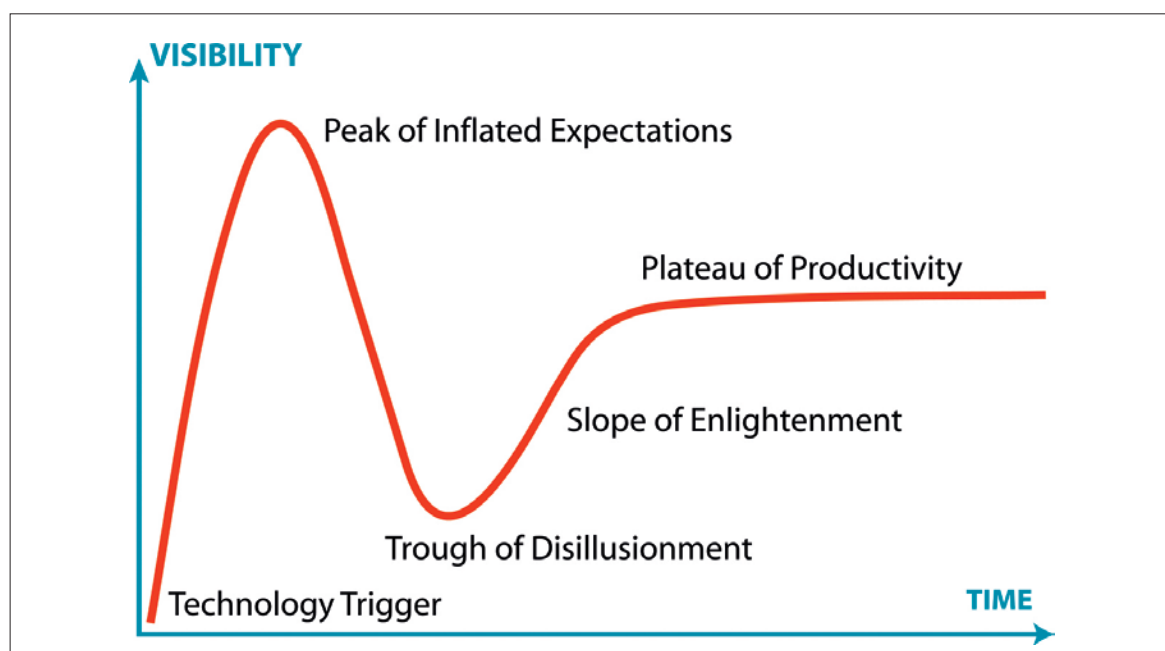 VISIBILITY
Peak of Inflated Expectations
Plateau of Productivity
Slope of Enlightenment
Trough of Disillusionment
Technology Trigger
TIME